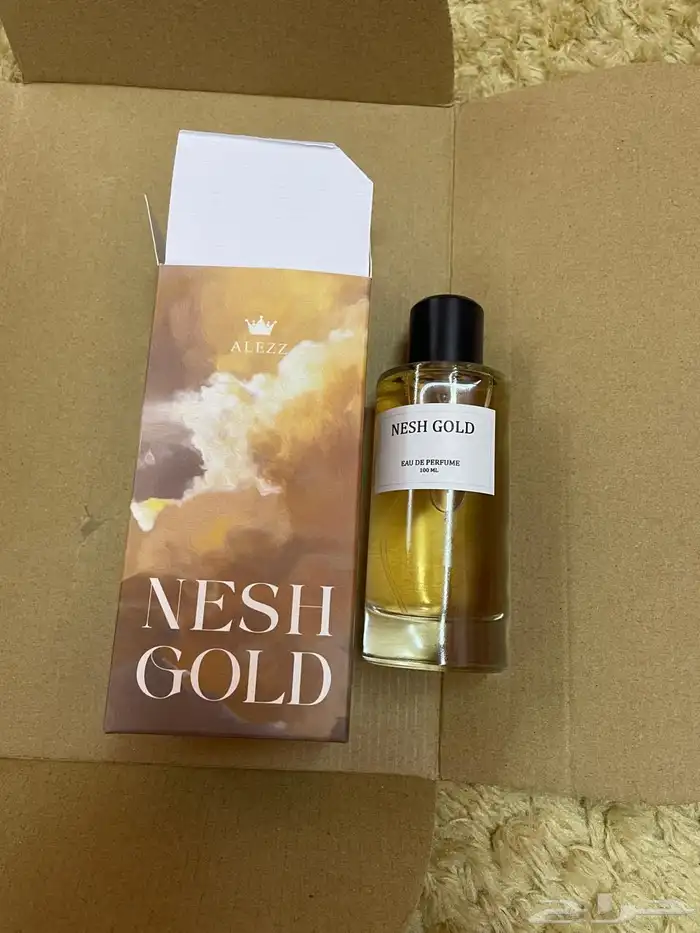 ALEZZ
NESH
GOLD
NESH GOLD
EAU DE PERFUME
100 ML
حراج